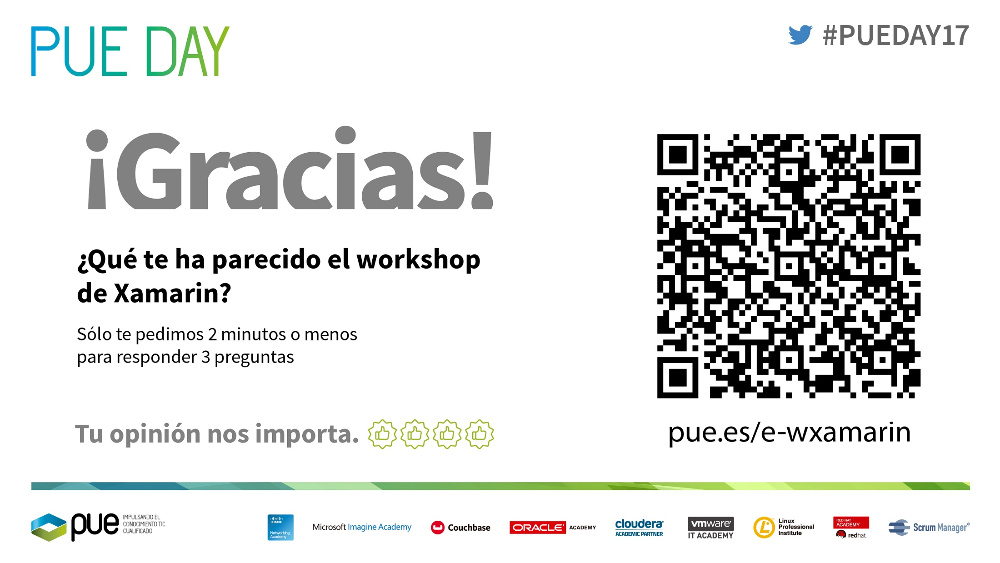 PUE DAY
#PUEDAY17
¡Gracias!
¿Qué te ha parecido el workshop
de Xamarin?
Sólo te pedimos 2 minutos o menos
para responder 3 preguntas
Tu opinión nos importa.
pue.es/e-wxamarin
pue
IMPULSANDO EL
CONOCIMIENTO TIC
CUALIFICADO
cisco
Networking
Academy
Microsoft Imagine Academy
Couchbase
ORACLE® ACADEMY
cloudera®
ACADEMIC PARTNER
vmware®
IT ACADEMY
L™
Linux
Professional
Institute
RED HAT
ACADEMY
redhat.
Scrum Manager®